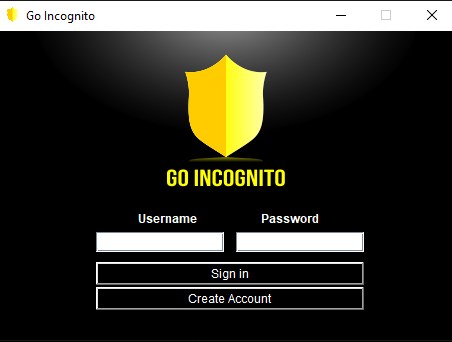 Go Incognito
GO INCOGNITO
Username Password
Sign in
Create Account